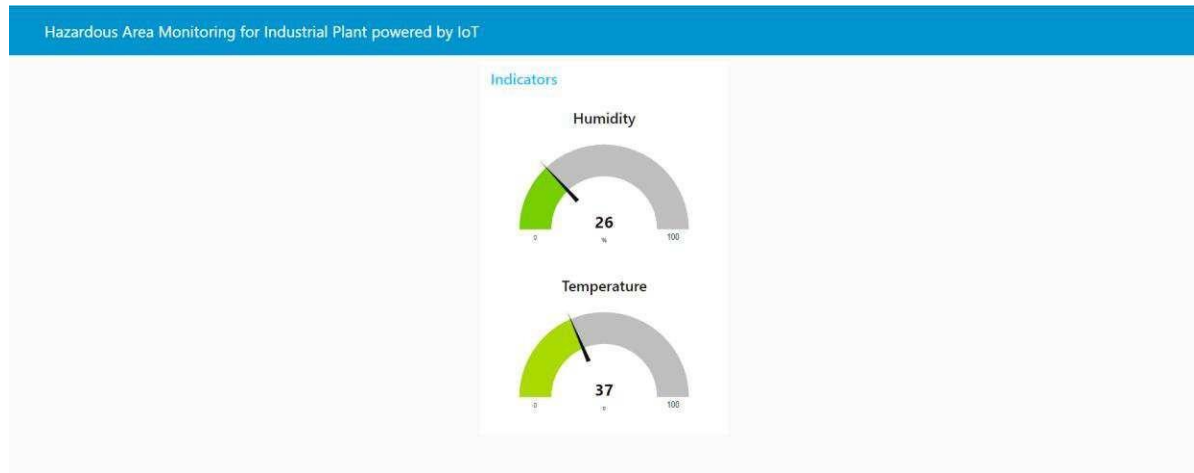 Hazardous Area Monitoring for Industrial Plant powered by IoT
Indicators
Humidity
26
0 % 100
Temperature
37
0 100